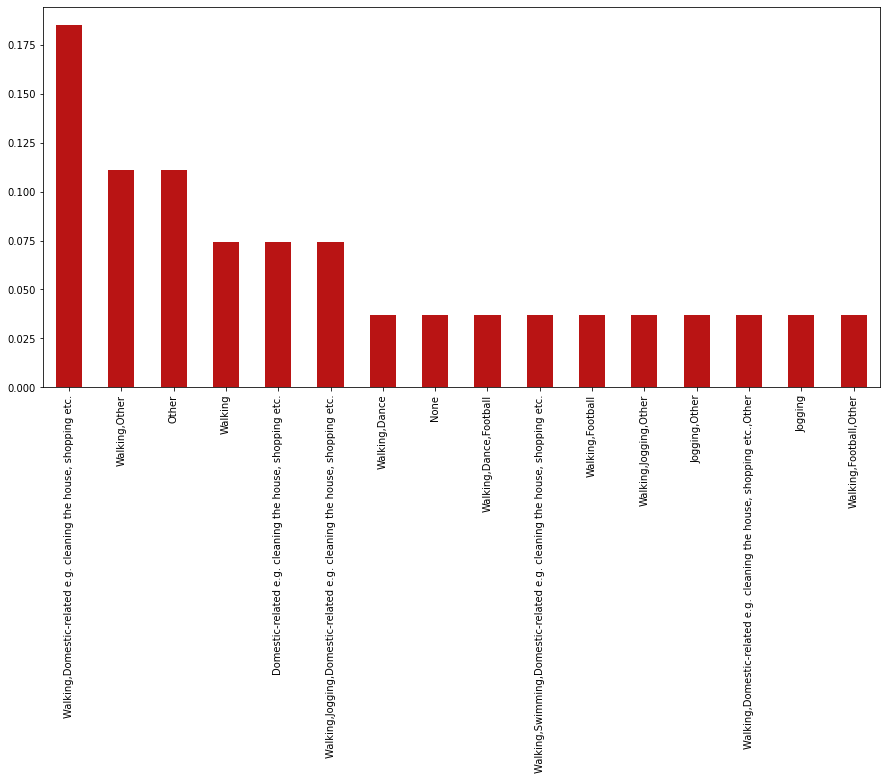 0.175
0.150
0.125
0.100
0.075
0.050
0.025
0.000
Walking,Domestic-related e.g. cleaning the house, shopping etc.
Walking,Other
Other
Walking
Domestic-related e.g. cleaning the house, shopping etc.
Walking,Jogging,Domestic-related e.g. cleaning the house, shopping etc.
Walking,Dance
None
Walking,Dance,Football
Walking,Swimming,Domestic-related e.g. cleaning the house, shopping etc.
Walking,Football
Walking,Jogging,Other
Jogging,Other
Walking,Domestic-related e.g. cleaning the house, shopping etc.,Other
Jogging
Walking,Football,Other